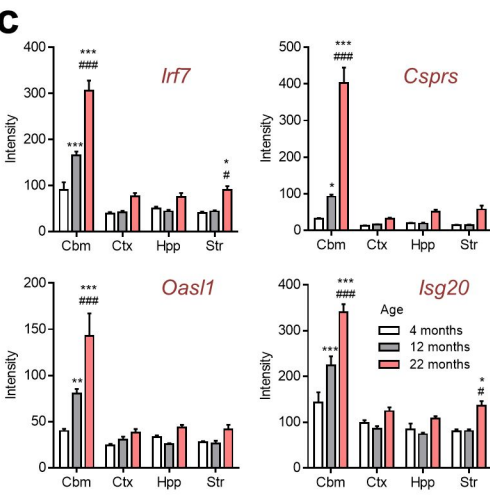 C
Irf7
Intensity
400
300
200
100
0
***
***
###
*
#
Cbm
Ctx
Hpp
Str
Csprs
Intensity
500
400
300
200
100
0
*
***
###
Cbm
Ctx
Hpp
Str
Oasl1
Intensity
200
150
100
50
0
**
***
###
Cbm
Ctx
Hpp
Str
Isg20
Intensity
400
300
200
100
0
***
***
###
*
#
Age
4 months
12 months
22 months
Cbm
Ctx
Hpp
Str